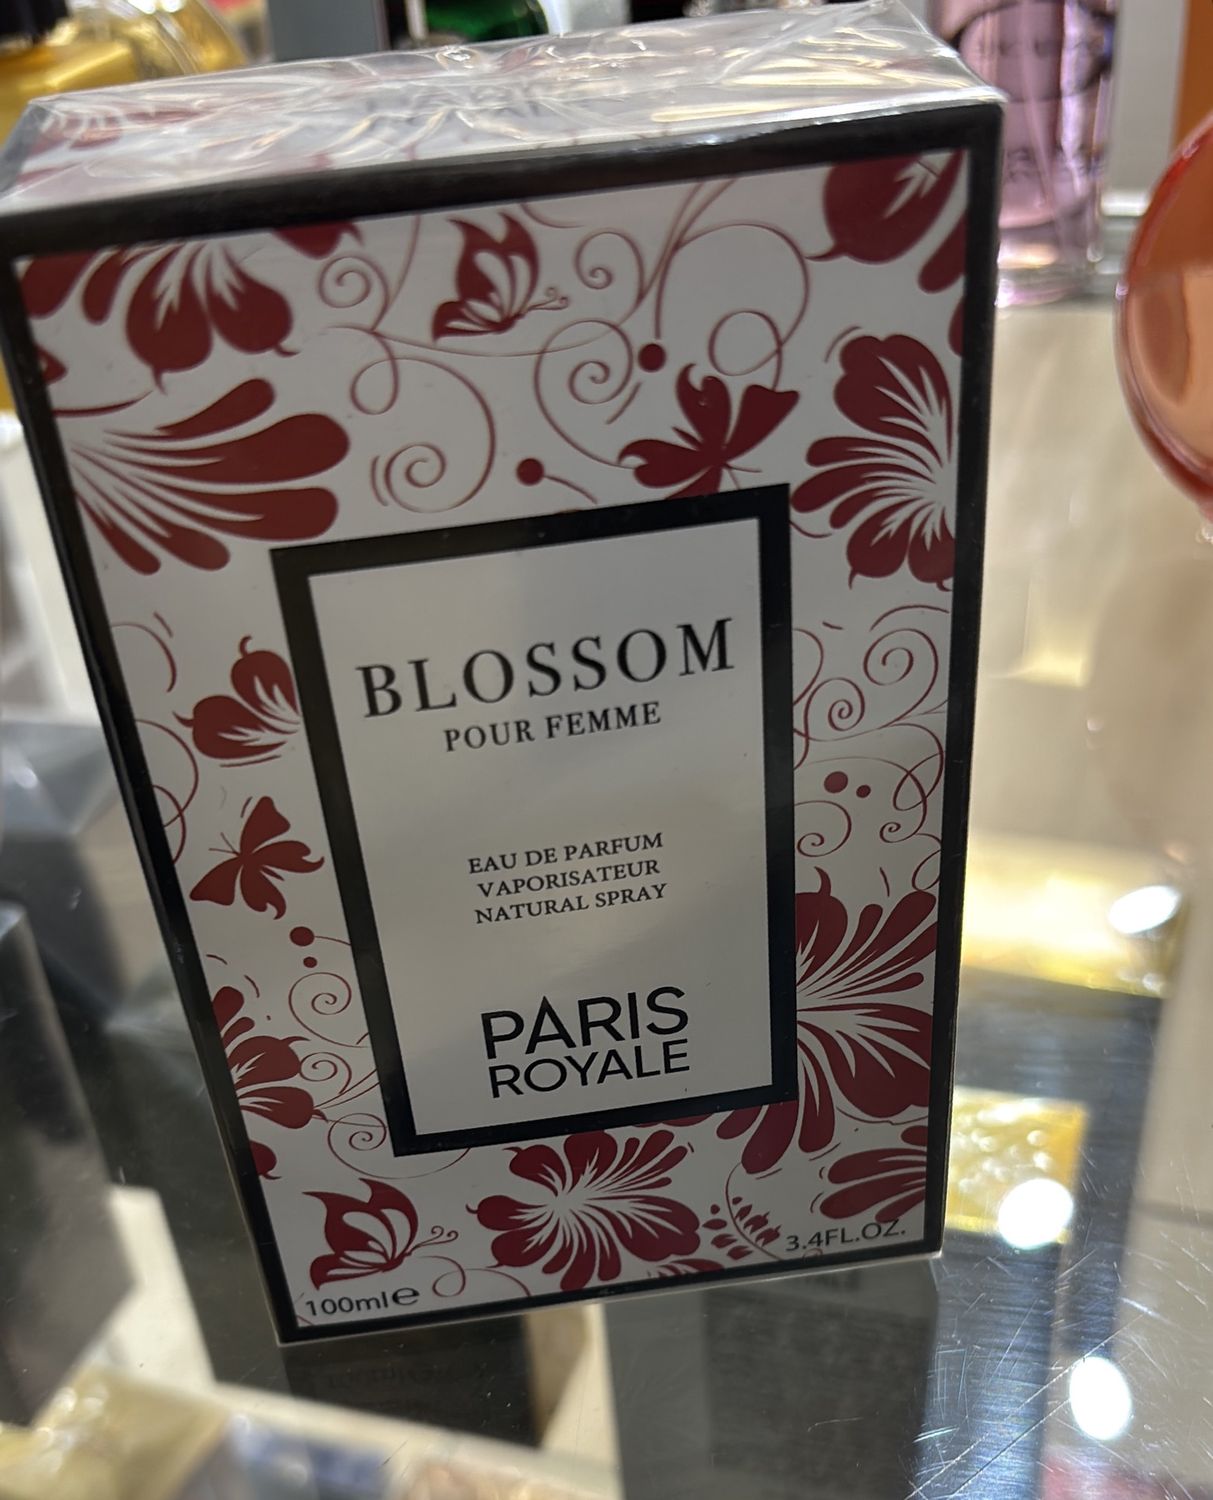 BLOSSOM
POUR FEMME
EAU DE PARFUM
VAPORISATEUR
NATURAL SPRAY
PARIS
ROYALE
100ml℮
3.4FL.OZ.